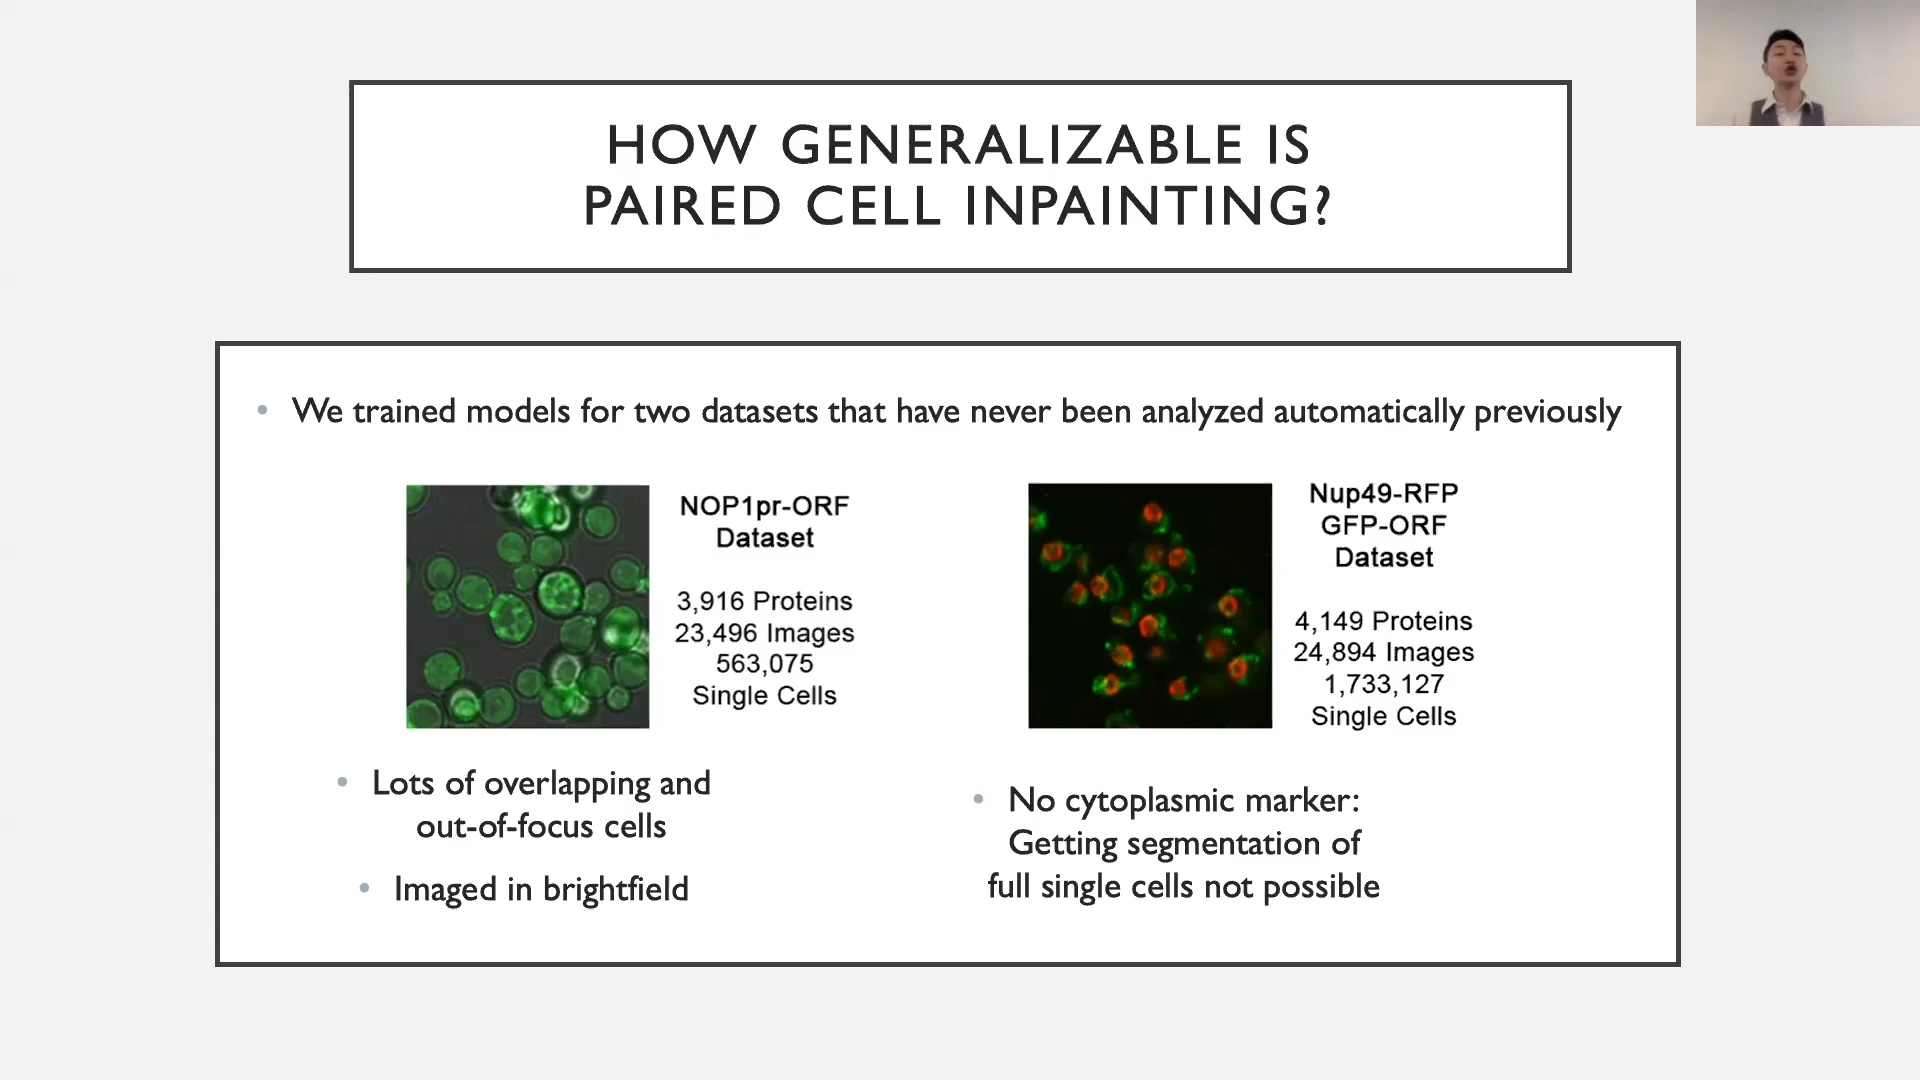 HOW GENERALIZABLE IS
PAIRED CELL INPAINTING?
• We trained models for two datasets that have never been analyzed automatically previously
NOP1pr-ORF
Dataset
3,916 Proteins
23,496 Images
563,075
Single Cells
• Lots of overlapping and
out-of-focus cells
• Imaged in brightfield
Nup49-RFP
GFP-ORF
Dataset
4,149 Proteins
24,894 Images
1,733,127
Single Cells
• No cytoplasmic marker:
Getting segmentation of
full single cells not possible